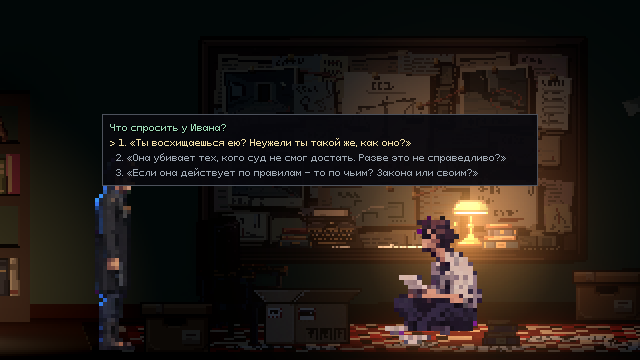 Что спросить у Ивана?
> 1. «Ты восхищаешься ею? Неужели ты такой же, как оно?»
2. «Она убивает тех, кого суд не смог достать. Разве это не справедливо?»
3. «Если она действует по правилам – то по чьим? Закона или своим?»